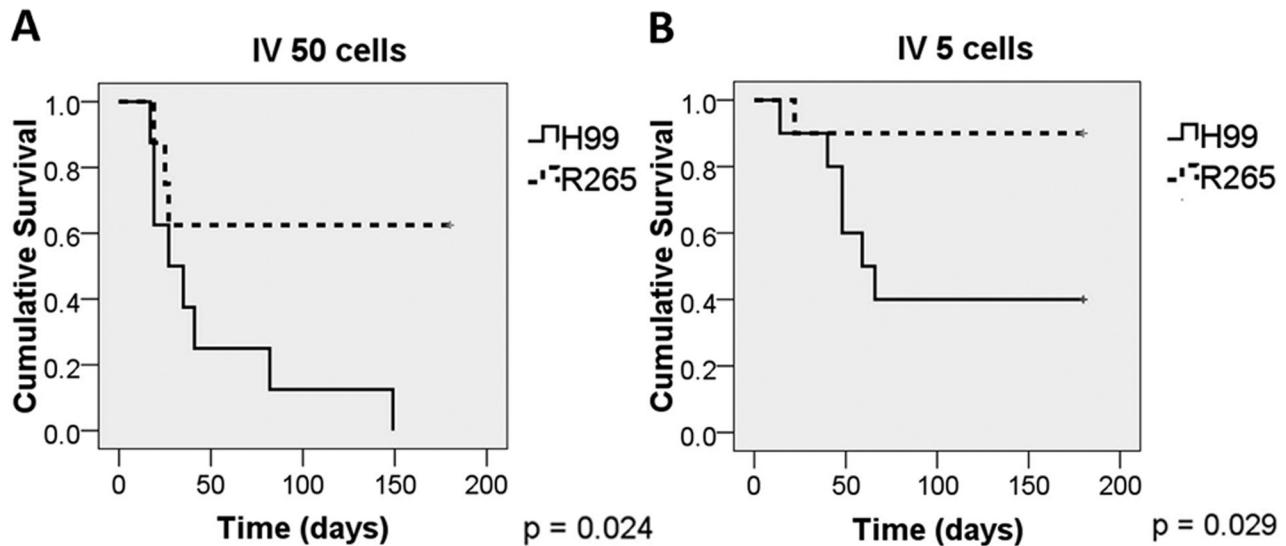 A
IV 50 cells
Cumulative Survival
1.0
0.8
0.6
0.4
0.2
0.0
0 50 100 150 200
Time (days)
H99
R265
p = 0.024
B
IV 5 cells
Cumulative Survival
1.0
0.8
0.6
0.4
0.2
0.0
0 50 100 150 200
Time (days)
H99
R265
p = 0.029